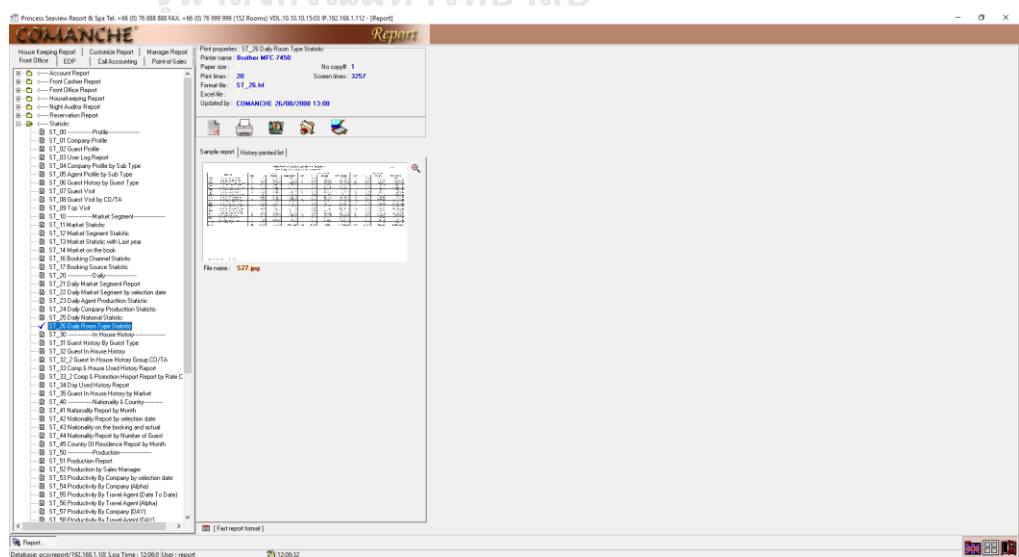 Princess Seaview Resort & Spa Tel. +66 (0) 76 888 888 FAX. +66 (0) 76 999 999 (152 Rooms) VDL.10.10.10.1503 IP.192.168.1.112 - [Report]
COMANCHE
Report
House Keeping Report
Customize Report
Manager Report
Front Office
EDP
Call Accounting
Point-of-Sales
<---- Account Report
<---- Front Cashier Report
<---- Front Office Report
<---- Housekeeping Report
<---- Night Auditor Report
<---- Reservation Report
<---- Statistic
ST_00 ------------Profile---------------
ST_01 Company Profile
ST_02 Guest Profile
ST_03 User Log Report
ST_04 Company Profile by Sub Type
ST_05 Agent Profile by Sub Type
ST_06 Guest History by Guest Type
ST_07 Guest Visit
ST_08 Guest Visit by CO/TA
ST_09 Top Visit
ST_10 ------------Market Segment---------------
ST_11 Market Statistic
ST_12 Market Segment Statistic
ST_13 Market Statistic with Last year
ST_14 Market on the book
ST_16 Booking Channel Statistic
ST_17 Booking Source Statistic
ST_20 ------------Daily---------------
ST_21 Daily Market Segment Report
ST_22 Daily Market Segment by selection date
ST_23 Daily Agent Production Statistic
ST_24 Daily Company Production Statistic
ST_25 Daily National Statistic
ST_26 Daily Room Type Statistic
ST_30 ------------In House History---------------
ST_31 Guest History By Guest Type
ST_32 Guest In House History
ST_32_2 Guest In House History Group CO/TA
ST_33 Comp & House Used History Report
ST_33_2 Comp & Promotion Hisport Report by Rate C
ST_34 Day Used History Report
ST_35 Guest In House History by Market
ST_40 ------------Nationality & Country---------
ST_41 Nationality Report by Month
ST_42 Nationality Report by selection date
ST_43 Nationality on the booking and actual
ST_44 Nationality Report by Number of Guest
ST_45 Country Of Residence Report by Month
ST_50 ------------Production---------------
ST_51 Production Report
ST_52 Production by Sales Manager
ST_53 Productivity By Company by selection date
ST_54 Productivity By Company (Alpha)
ST_55 Productivity By Travel Agent (Date To Date)
ST_56 Productivity By Travel Agent (Alpha)
ST_57 Productivity By Company (DAY)
ST_58 Productivity By Travel Agent (DAY)
Print properties : ST_26 Daily Room Type Statistic
Printer name : Brother MFC-7450
Paper size : No.copy# 1
Print times : 20 Screen times : 3257
Format file : ST_26.frf
Excel file :
Updated by : COMANCHE 26/08/2008 13:08
Sample report
History printed list
File name : S27.jpg
[ Fast report format ]
Report...
Database: pcsvreport/192.168.1.10( Log Time : 12:06:0 User : report
12:06:32